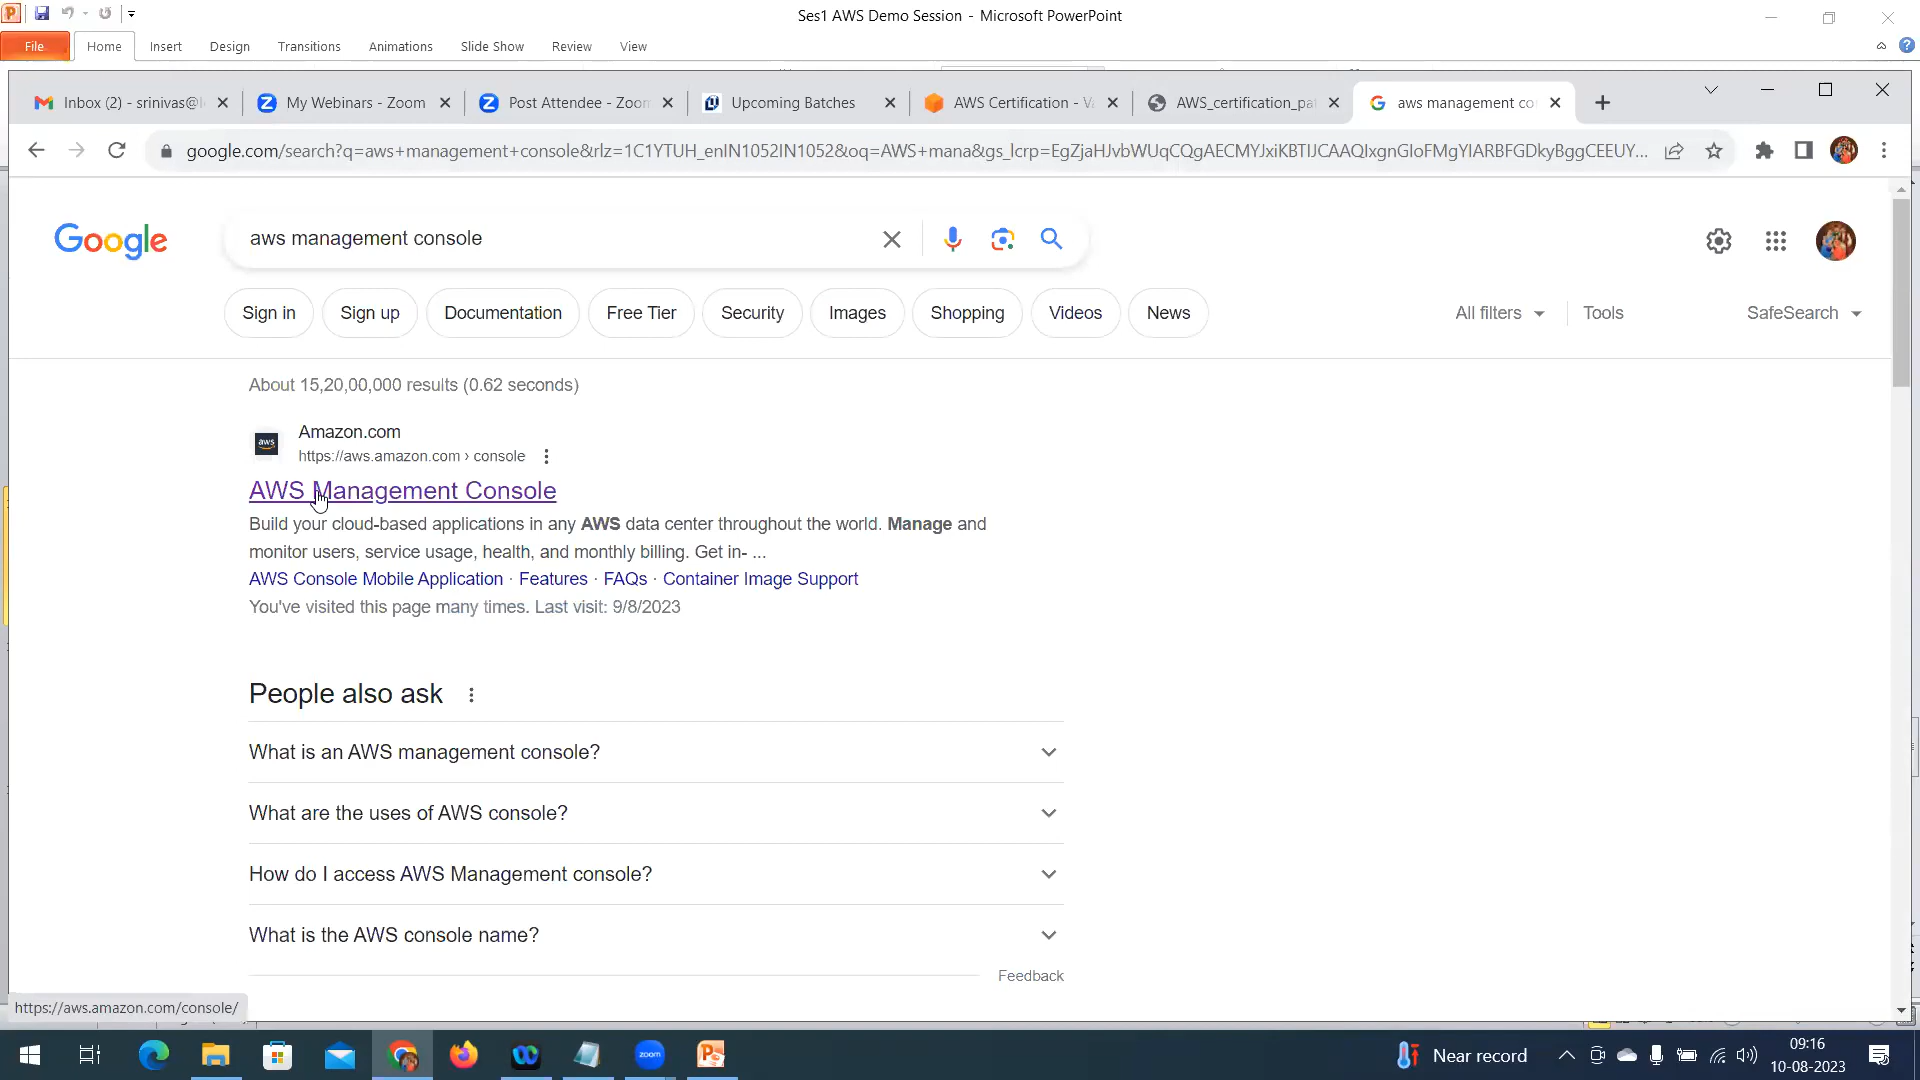 Ses1 AWS Demo Session - Microsoft PowerPoint
File Home Insert Design Transitions Animations Slide Show Review View
Inbox (2) - srinivas@l My Webinars - Zoom Post Attendee - Zoom Upcoming Batches AWS Certification - V AWS_certification_pa aws management co
google.com/search?q=aws+management+console&rlz=1C1YTUH_enIN1052IN1052&oq=AWS+mana&gs_lcrp=EgZjaHJvbWUqCQgAECMYJxiKBTIJCAAQIxgnGIoFMgYIARBFGDkyBggCEEUY...
Google aws management console
Sign in Sign up Documentation Free Tier Security Images Shopping Videos News All filters Tools SafeSearch
About 15,20,00,000 results (0.62 seconds)
aws Amazon.com
https://aws.amazon.com › console
AWS Management Console
Build your cloud-based applications in any AWS data center throughout the world. Manage and
monitor users, service usage, health, and monthly billing. Get in- ...
AWS Console Mobile Application · Features · FAQs · Container Image Support
You've visited this page many times. Last visit: 9/8/2023
People also ask
What is an AWS management console?
What are the uses of AWS console?
How do I access AWS Management console?
What is the AWS console name?
Feedback
https://aws.amazon.com/console/
zoom
Near record
09:16
10-08-2023